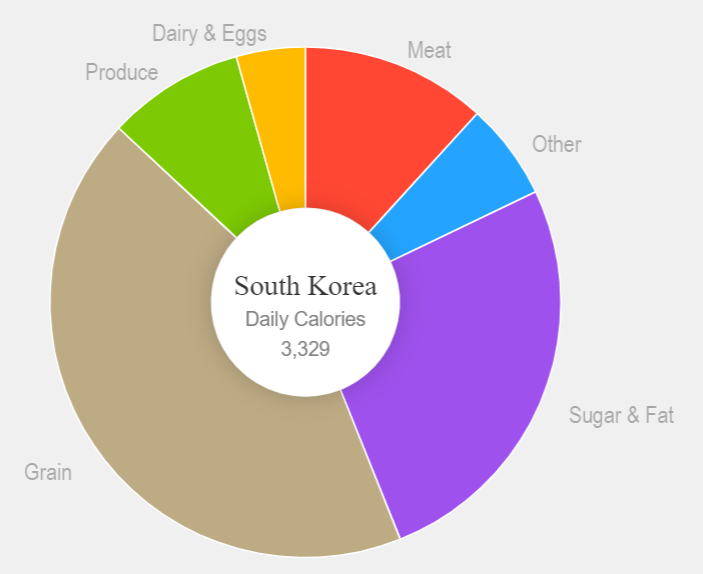 Dairy & Eggs
Meat
Produce
Other
South Korea
Daily Calories
3,329
Sugar & Fat
Grain